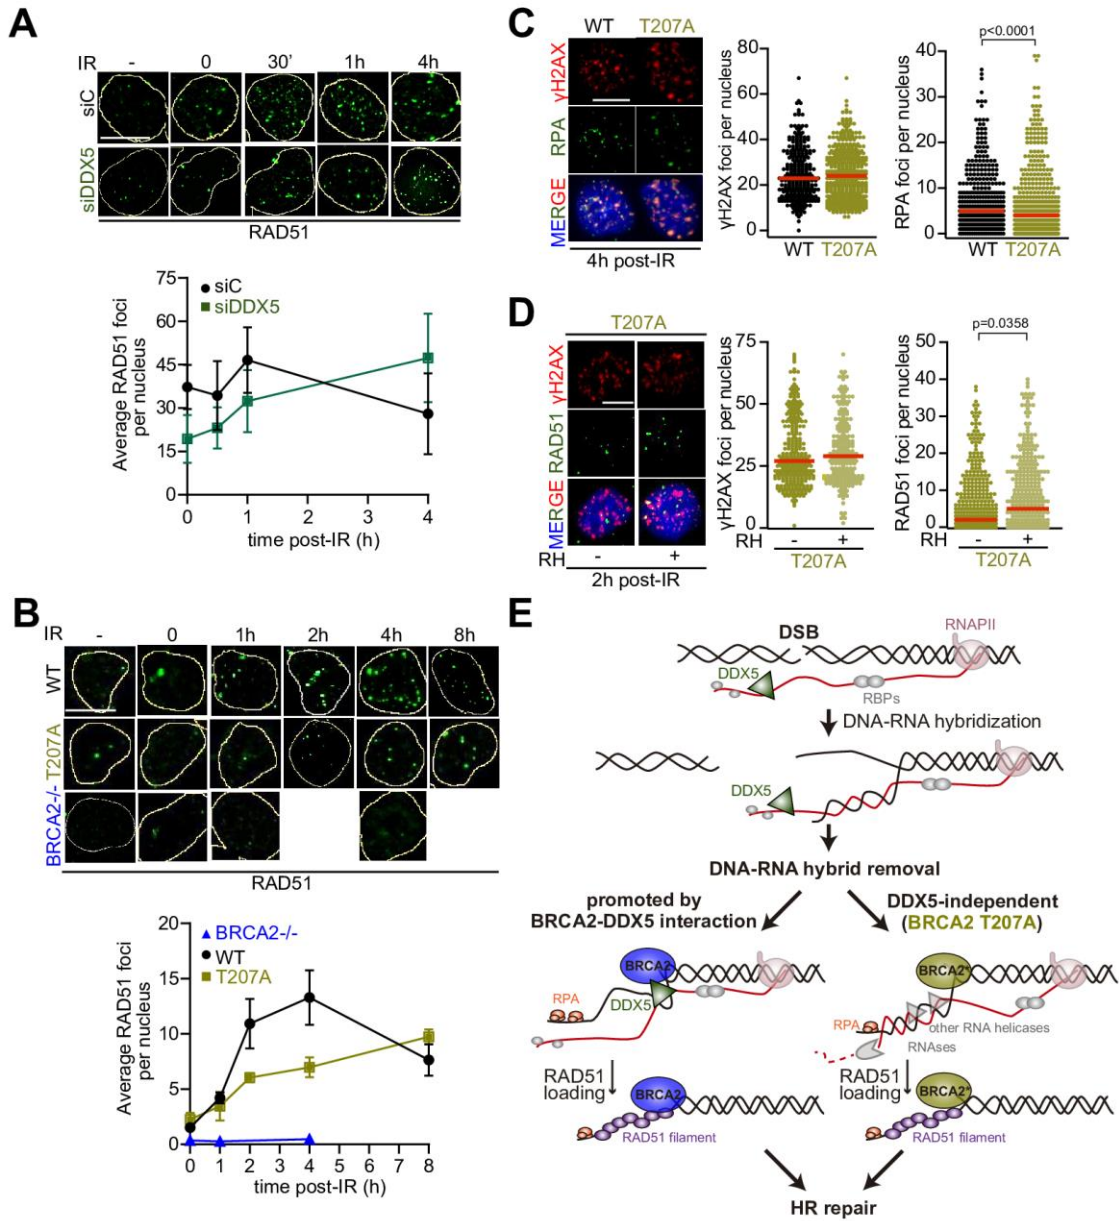 A
IR - 0 30' 1h 4h
siC
siDDX5
RAD51
Average RAD51 foci
per nucleus
75
60
45
30
15
0
siC
siDDX5
0 1 2 3 4
time post-IR (h)
B
IR - 0 1h 2h 4h 8h
WT
T207A
BRCA2-/-
RAD51
Average RAD51 foci
per nucleus
20
15
10
5
0
BRCA2-/-
WT
T207A
0 1 2 3 4 5 6 7 8
time post-IR (h)
C
WT T207A
γH2AX
RPA
MERGE
4h post-IR
γH2AX foci per nucleus
80
60
40
20
0
WT T207A
RPA foci per nucleus
p<0.0001
40
30
20
10
0
WT T207A
D
T207A
γH2AX
RAD51
MERGE
RH - +
2h post-IR
γH2AX foci per nucleus
75
50
25
0
RH - +
T207A
RAD51 foci per nucleus
p=0.0358
50
40
30
20
10
0
RH - +
T207A
E
DSB
RNAPII
DDX5
RBPs
DNA-RNA hybridization
DDX5
DNA-RNA hybrid removal
promoted by
BRCA2-DDX5 interaction
DDX5-independent
(BRCA2 T207A)
BRCA2
RPA
DDX5
BRCA2*
RPA
other RNA helicases
RNAses
RAD51
loading
BRCA2
RAD51 filament
RAD51
loading
BRCA2*
RAD51 filament
HR repair